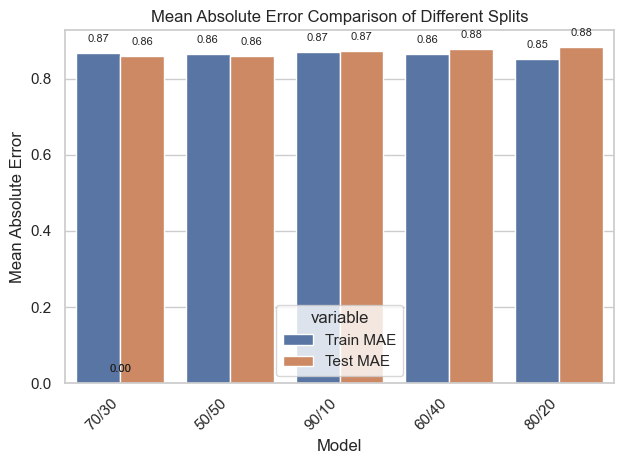 Mean Absolute Error Comparison of Different Splits
0.87 0.86 0.86 0.86 0.87 0.87 0.86 0.88 0.85 0.88
Mean Absolute Error
0.8
0.6
0.4
0.2
0.0
0.00
variable
Train MAE
Test MAE
70/30 50/50 90/10 60/40 80/20
Model